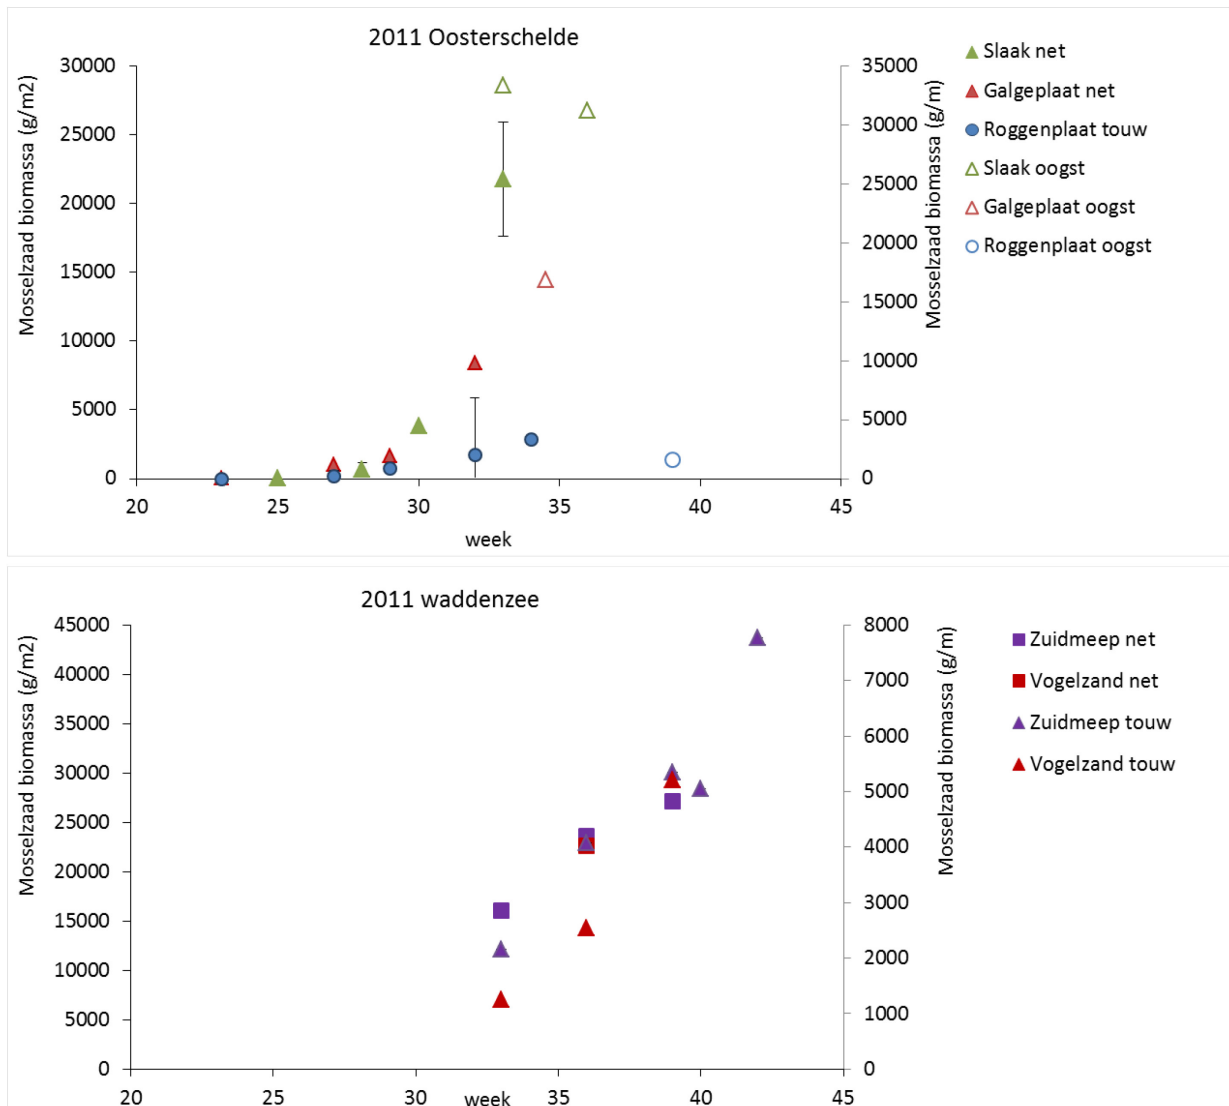 2011 Oosterschelde
Mosselzaad biomassa (g/m2)
30000
25000
20000
15000
10000
5000
0
20 25 30 35 40 45
week
35000
30000
25000
20000
15000
10000
5000
0
Mosselzaad biomassa (g/m)
Slaak net
Galgeplaat net
Roggenplaat touw
Slaak oogst
Galgeplaat oogst
Roggenplaat oogst
2011 waddenzee
Mosselzaad biomassa (g/m2)
45000
40000
35000
30000
25000
20000
15000
10000
5000
0
20 25 30 35 40 45
week
8000
7000
6000
5000
4000
3000
2000
1000
0
Mosselzaad biomassa (g/m)
Zuidmeep net
Vogelzand net
Zuidmeep touw
Vogelzand touw